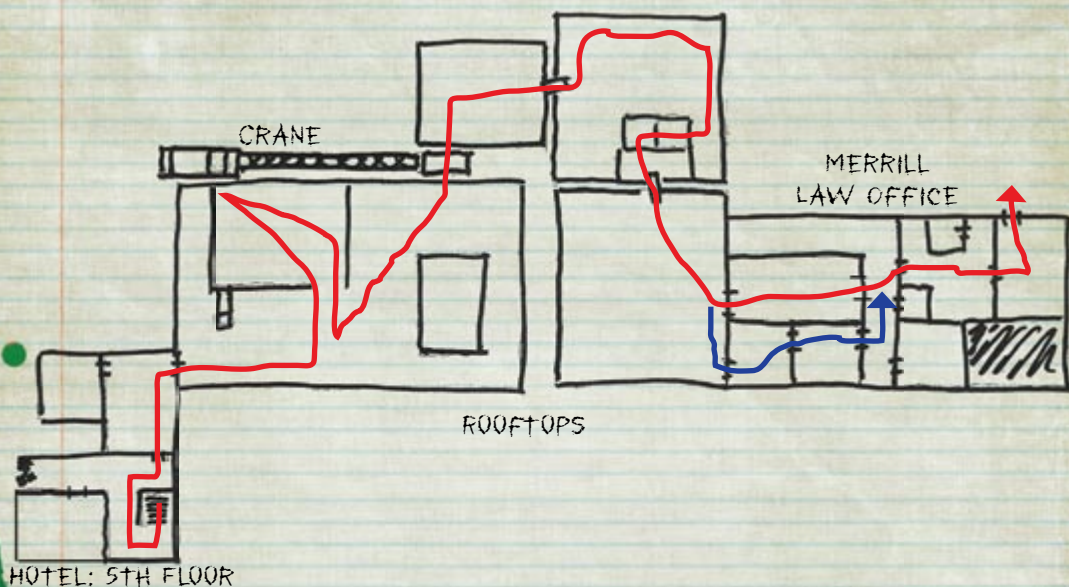 CRANE
MERRILL
LAW OFFICE
ROOFTOPS
HOTEL: 5TH FLOOR